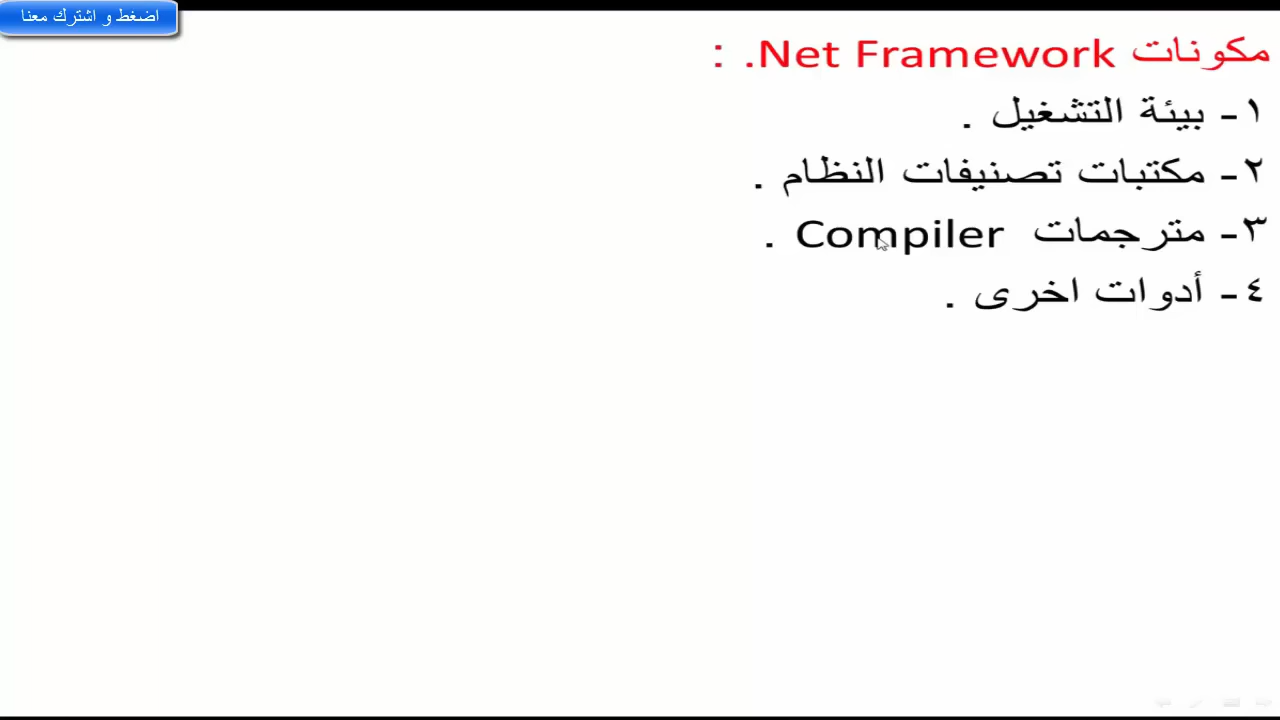 اضغط و اشترك معنا
مكونات Net Framework. :
١- بيئة التشغيل .
٢- مكتبات تصنيفات النظام .
٣- مترجمات Compiler .
٤- أدوات اخرى .